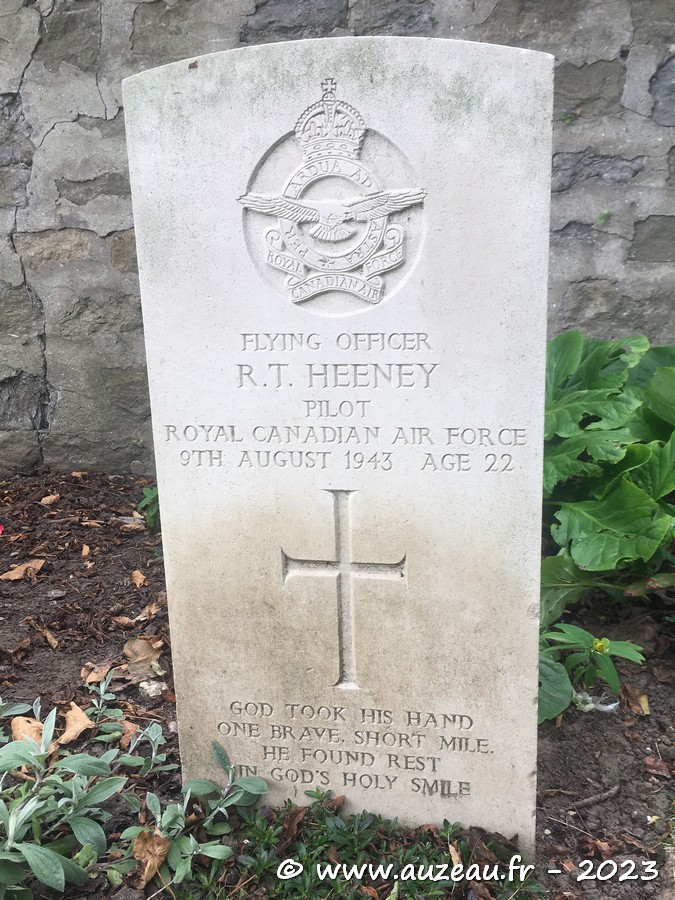 ARDUA AD
PER ASTRA
ROYAL CANADIAN AIR FORCE
FLYING OFFICER
R.T. HEENEY
PILOT
ROYAL CANADIAN AIR FORCE
9TH AUGUST 1943 AGE 22
GOD TOOK HIS HAND
ONE BRAVE, SHORT MILE.
HE FOUND REST
IN GOD'S HOLY SMILE
© www.auzeau.fr - 2023